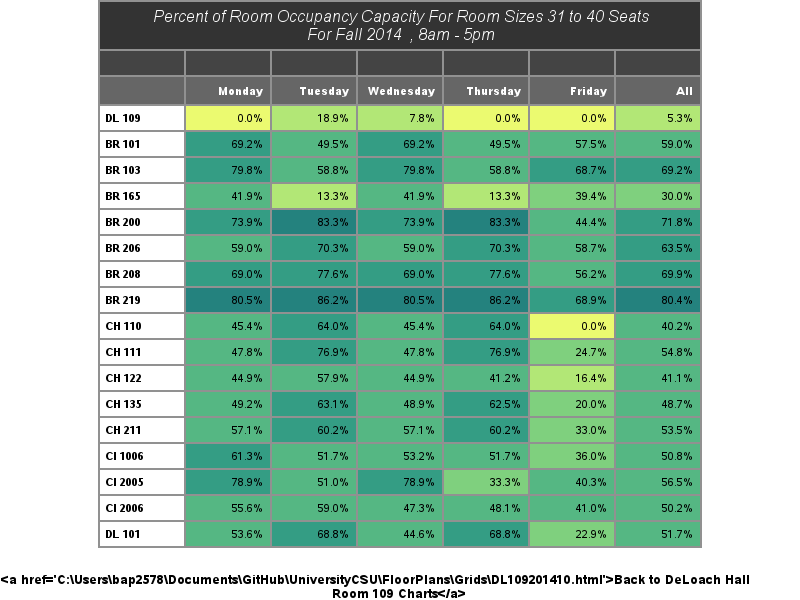 Percent of Room Occupancy Capacity For Room Sizes 31 to 40 Seats
For Fall 2014 , 8am - 5pm
Monday Tuesday Wednesday Thursday Friday All
DL 109 0.0% 18.9% 7.8% 0.0% 0.0% 5.3%
BR 101 69.2% 49.5% 69.2% 49.5% 57.5% 59.0%
BR 103 79.8% 58.8% 79.8% 58.8% 68.7% 69.2%
BR 165 41.9% 13.3% 41.9% 13.3% 39.4% 30.0%
BR 200 73.9% 83.3% 73.9% 83.3% 44.4% 71.8%
BR 206 59.0% 70.3% 59.0% 70.3% 58.7% 63.5%
BR 208 69.0% 77.6% 69.0% 77.6% 56.2% 69.9%
BR 219 80.5% 86.2% 80.5% 86.2% 68.9% 80.4%
CH 110 45.4% 64.0% 45.4% 64.0% 0.0% 40.2%
CH 111 47.8% 76.9% 47.8% 76.9% 24.7% 54.8%
CH 122 44.9% 57.9% 44.9% 41.2% 16.4% 41.1%
CH 135 49.2% 63.1% 48.9% 62.5% 20.0% 48.7%
CH 211 57.1% 60.2% 57.1% 60.2% 33.0% 53.5%
CI 1006 61.3% 51.7% 53.2% 51.7% 36.0% 50.8%
CI 2005 78.9% 51.0% 78.9% 33.3% 40.3% 56.5%
CI 2006 55.6% 59.0% 47.3% 48.1% 41.0% 50.2%
DL 101 53.6% 68.8% 44.6% 68.8% 22.9% 51.7%
<a href='C:\Users\bap2578\Documents\GitHub\UniversityCSU\FloorPlans\Grids\DL109201410.html'>Back to DeLoach Hall
Room 109 Charts</a>